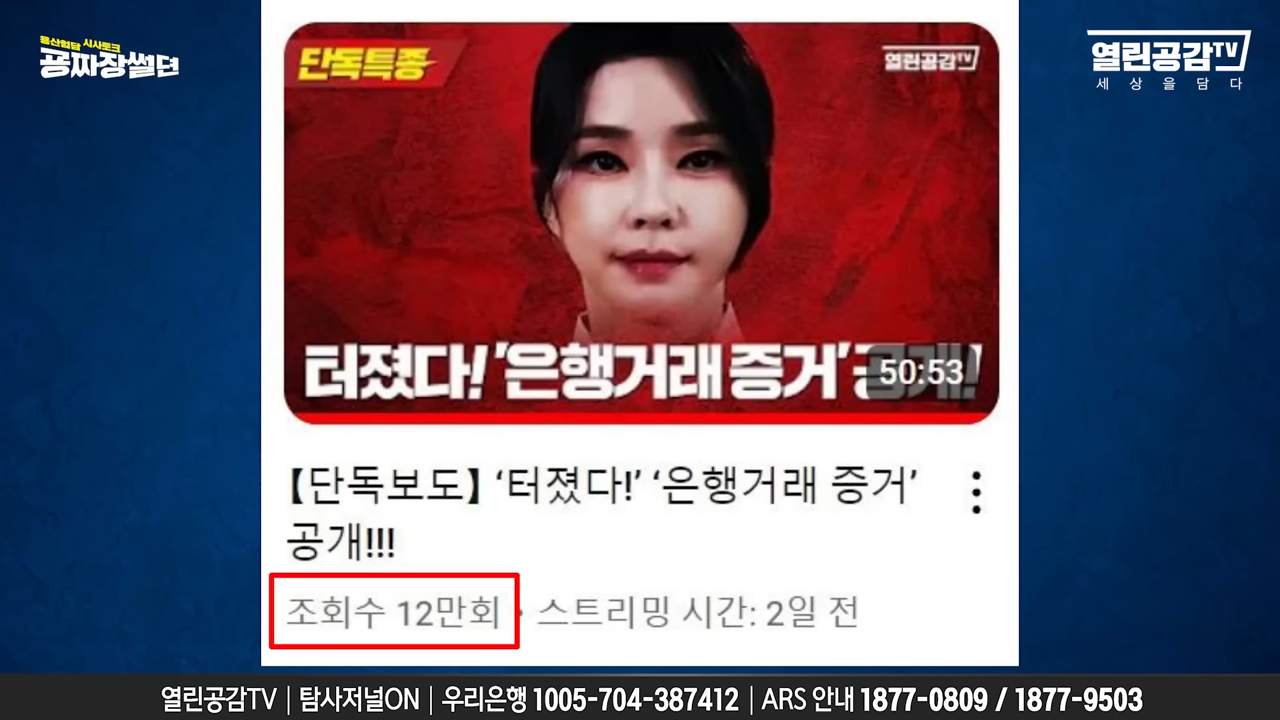 용산험담 시사토크
굥짜장썰뎐
열린공감TV
세상을담다
단독특종
열린공감TV
터졌다! '은행거래 증거' 공개!
50:53
【단독보도】 ‘터졌다!’ ‘은행거래 증거’
공개!!!
조회수 12만회 • 스트리밍 시간: 2일 전
열린공감TV | 탐사저널ON | 우리은행 1005-704-387412 | ARS 안내 1877-0809 / 1877-9503